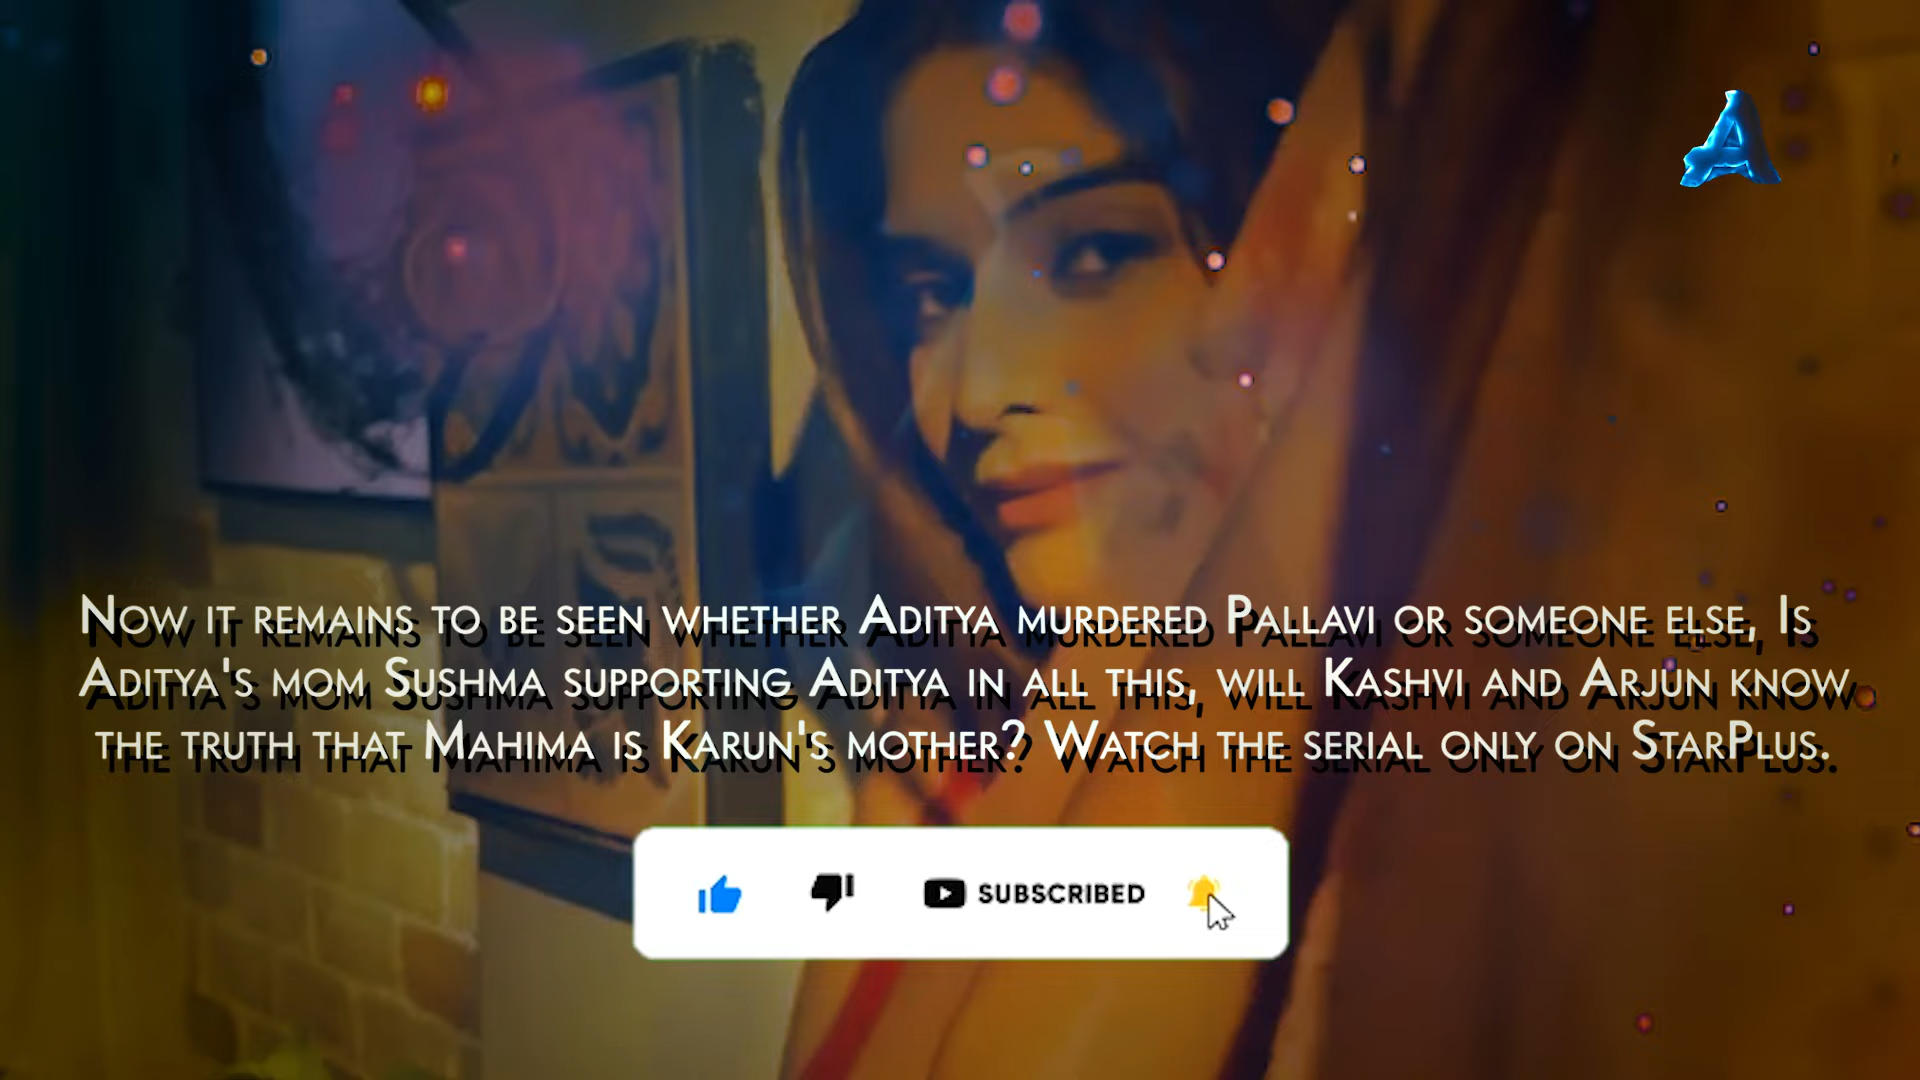 A
Now it remains to be seen whether Aditya murdered Pallavi or someone else, Is
Aditya's mom Sushma supporting Aditya in all this, will Kashvi and Arjun know
the truth that Mahima is Karun's mother? Watch the serial only on StarPlus.
SUBSCRIBED